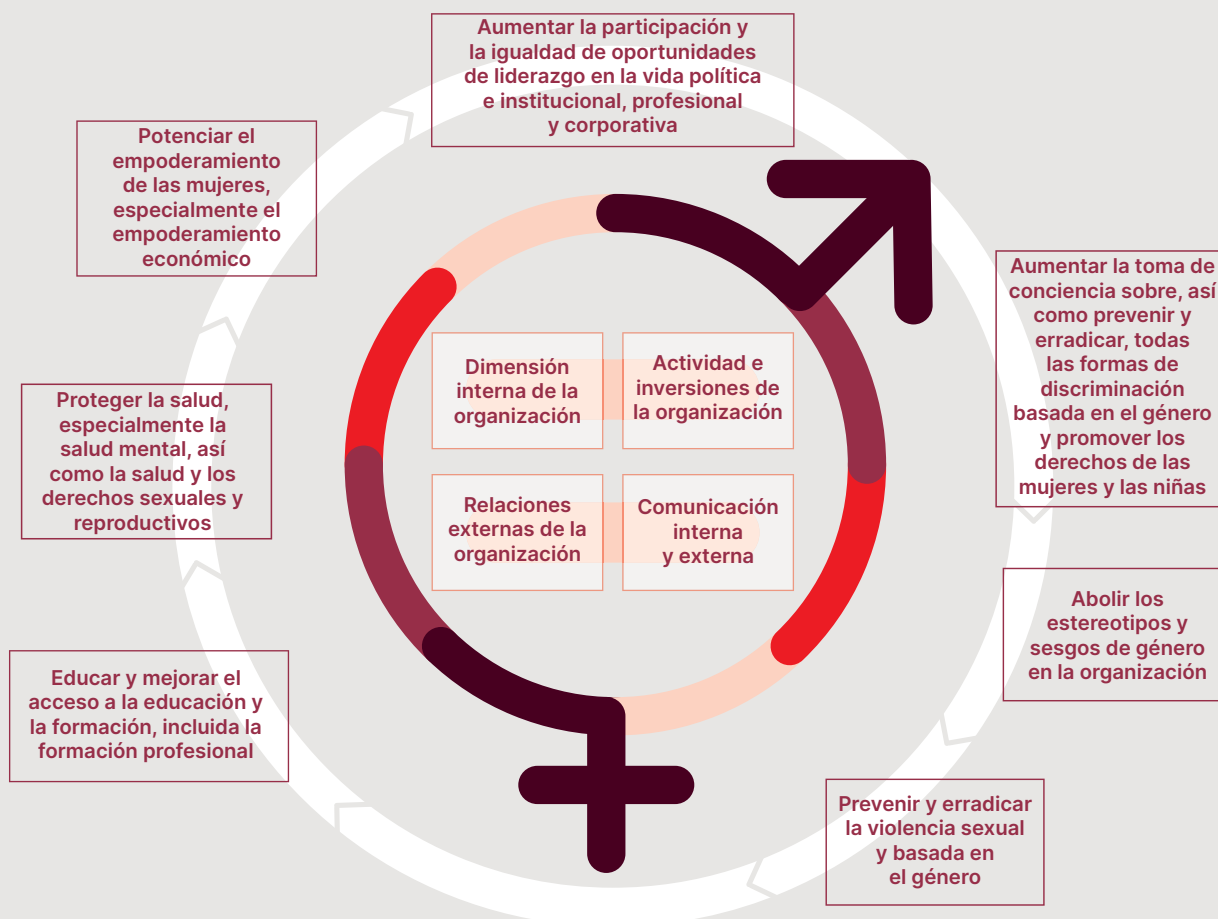 Aumentar la participación y
la igualdad de oportunidades
de liderazgo en la vida política
e institucional, profesional
y corporativa
Potenciar el
empoderamiento
de las mujeres,
especialmente el
empoderamiento
económico
Aumentar la toma de
conciencia sobre, así
como prevenir y
erradicar, todas
las formas de
discriminación
basada en el género
y promover los
derechos de las
mujeres y las niñas
Dimensión
interna de la
organización
Actividad e
inversiones de
la organización
Proteger la salud,
especialmente la
salud mental, así
como la salud y los
derechos sexuales y
reproductivos
Relaciones
externas de la
organización
Comunicación
interna
y externa
Abolir los
estereotipos y
sesgos de género
en la organización
Educar y mejorar el
acceso a la educación y
la formación, incluida la
formación profesional
Prevenir y erradicar
la violencia sexual
y basada en
el género